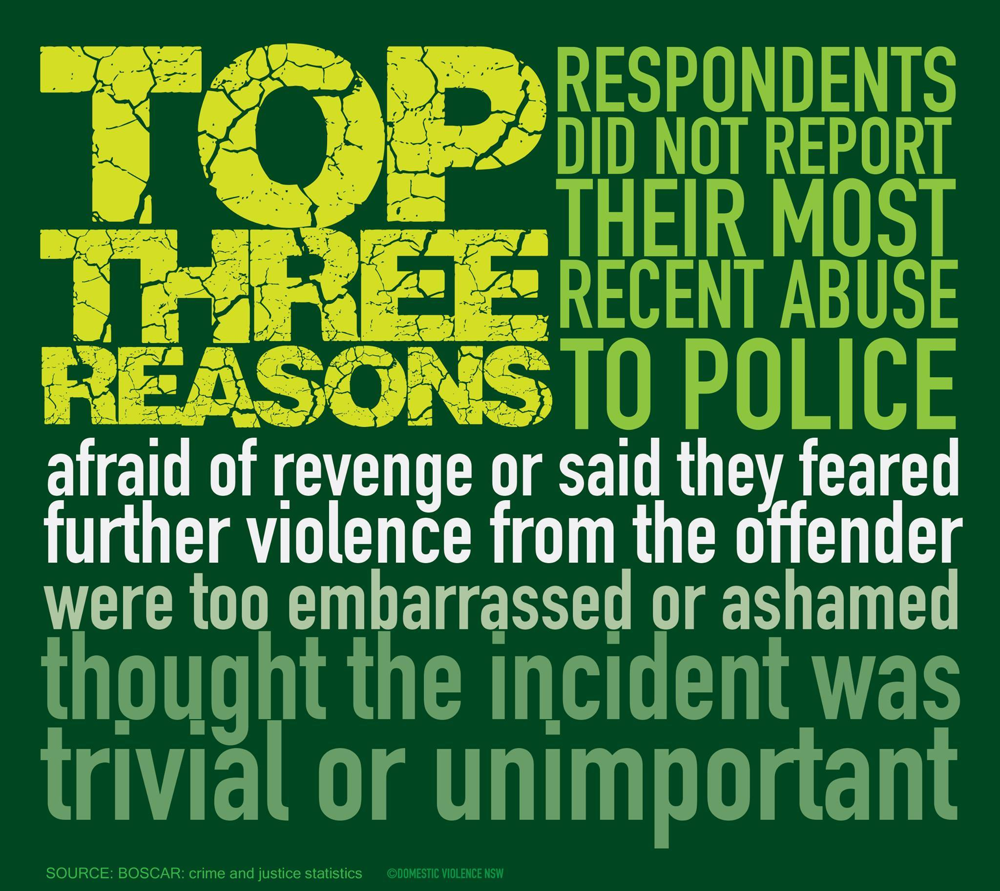 TOP
THREE
REASONS
RESPONDENTS
DID NOT REPORT
THEIR MOST
RECENT ABUSE
TO POLICE
afraid of revenge or said they feared
further violence from the offender
were too embarrassed or ashamed
thought the incident was
trivial or unimportant
SOURCE: BOSCAR: crime and justice statistics
©DOMESTIC VIOLENCE NSW